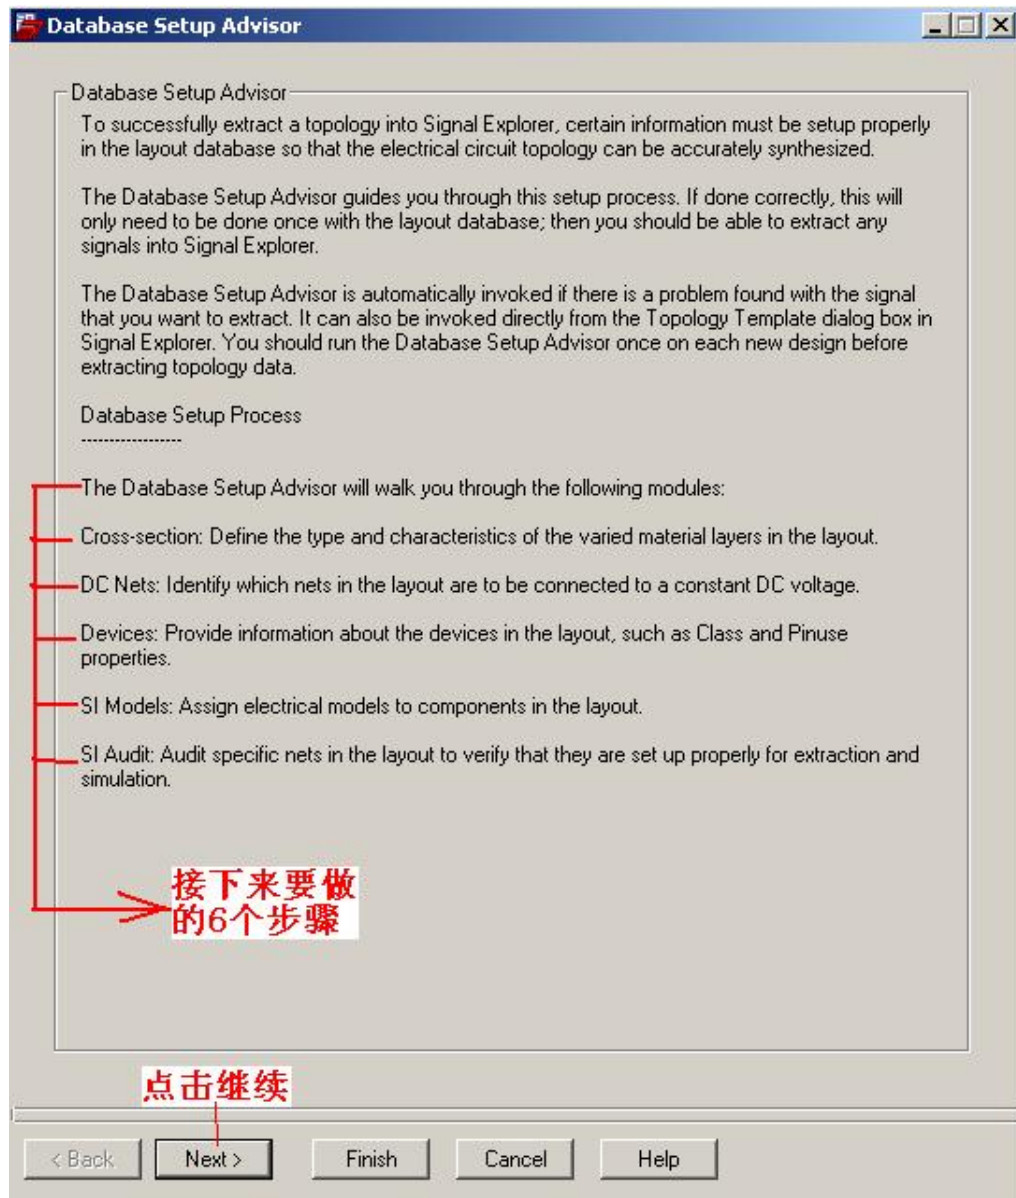 Database Setup Advisor
Database Setup Advisor
To successfully extract a topology into Signal Explorer, certain information must be setup properly
in the layout database so that the electrical circuit topology can be accurately synthesized.
The Database Setup Advisor guides you through this setup process. If done correctly, this will
only need to be done once with the layout database; then you should be able to extract any
signals into Signal Explorer.
The Database Setup Advisor is automatically invoked if there is a problem found with the signal
that you want to extract. It can also be invoked directly from the Topology Template dialog box in
Signal Explorer. You should run the Database Setup Advisor once on each new design before
extracting topology data.
Database Setup Process
------------------
The Database Setup Advisor will walk you through the following modules:
Cross-section: Define the type and characteristics of the varied material layers in the layout.
DC Nets: Identify which nets in the layout are to be connected to a constant DC voltage.
Devices: Provide information about the devices in the layout, such as Class and Pinuse
properties.
SI Models: Assign electrical models to components in the layout.
SI Audit: Audit specific nets in the layout to verify that they are set up properly for extraction and
simulation.
接下来要做
的6个步骤
点击继续
< Back
Next >
Finish
Cancel
Help